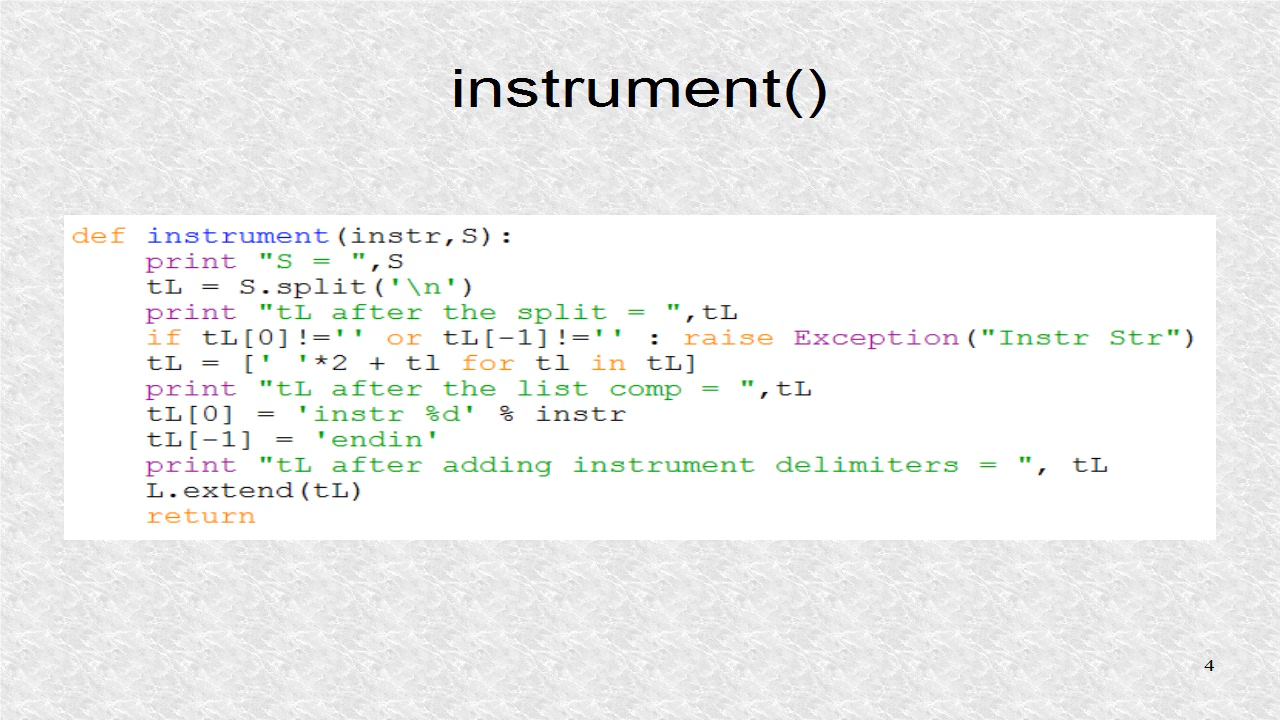 instrument()
def instrument(instr,S):
    print "S = ",S
    tL = S.split('\n')
    print "tL after the split = ",tL
    if tL[0]!='' or tL[-1]!='' : raise Exception("Instr Str")
    tL = [' '*2 + tl for tl in tL]
    print "tL after the list comp = ",tL
    tL[0] = 'instr %d' % instr
    tL[-1] = 'endin'
    print "tL after adding instrument delimiters = ", tL
    L.extend(tL)
    return
4